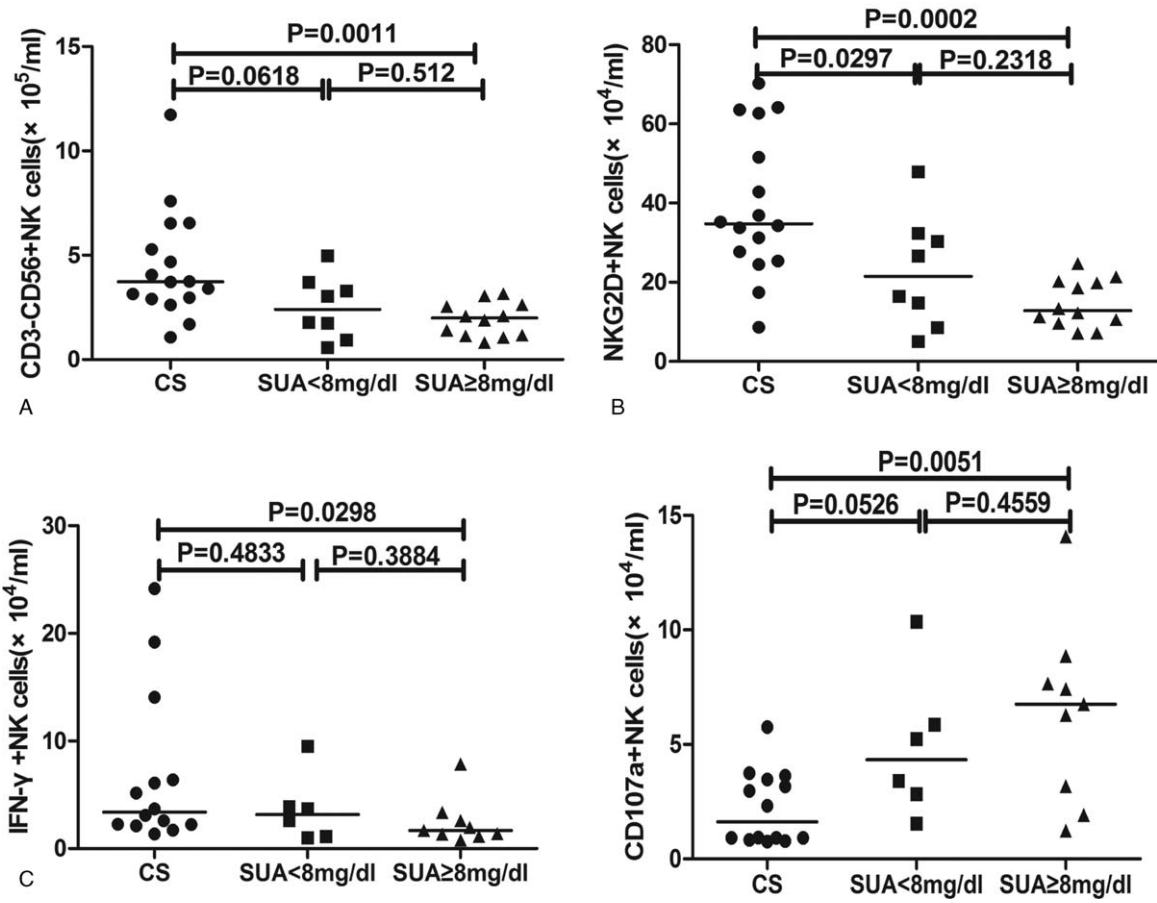 P=0.0011
P=0.0618
P=0.512
15
10
5
0
CD3-CD56+NK cells(× 10⁵/ml)
CS
SUA<8mg/dl
SUA≥8mg/dl
A
P=0.0002
P=0.0297
P=0.2318
80
60
40
20
0
NKG2D+NK cells(× 10⁴/ml)
CS
SUA<8mg/dl
SUA≥8mg/dl
B
P=0.0298
P=0.4833
P=0.3884
30
20
10
0
IFN-γ +NK cells(× 10⁴/ml)
CS
SUA<8mg/dl
SUA≥8mg/dl
C
P=0.0051
P=0.0526
P=0.4559
15
10
5
0
CD107a+NK cells(× 10⁴/ml)
CS
SUA<8mg/dl
SUA≥8mg/dl